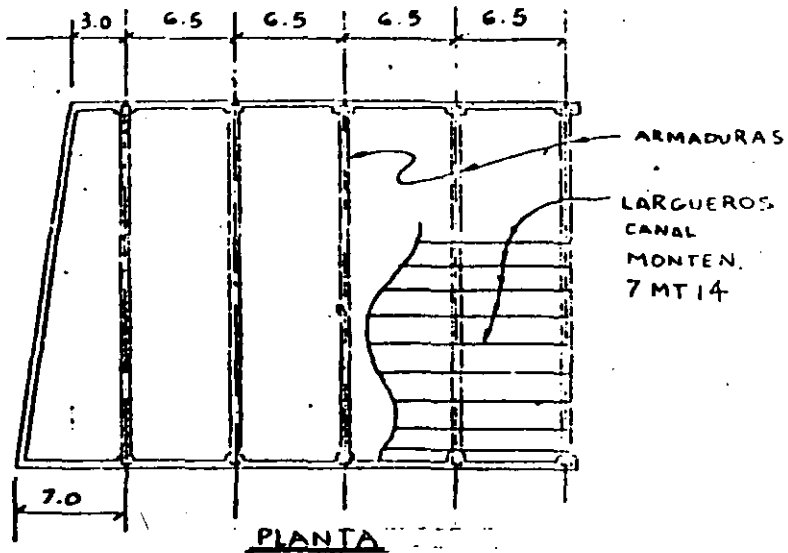 3.0 6.5 6.5 6.5 6.5
ARMADURAS
LARGUEROS
CANAL
MONTEN.
7 MT 14
7.0
PLANTA